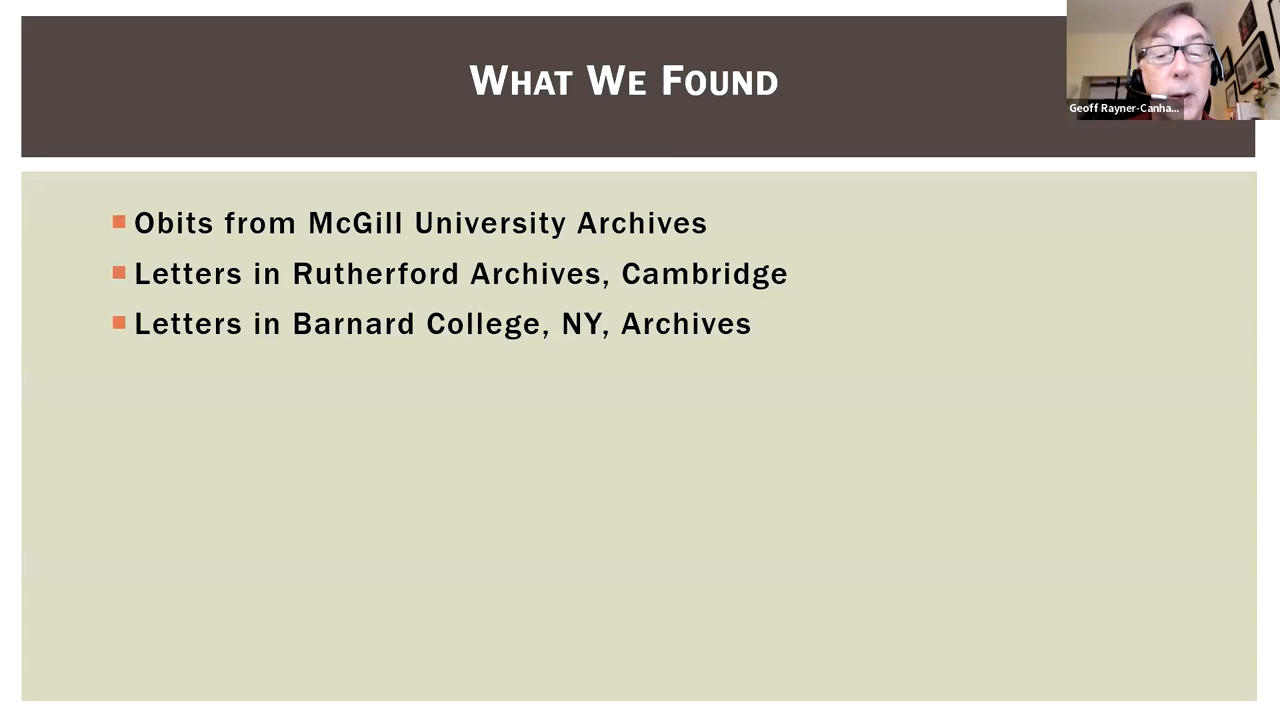 What We Found
Geoff Rayner-Canha...
Obits from McGill University Archives
Letters in Rutherford Archives, Cambridge
Letters in Barnard College, NY, Archives